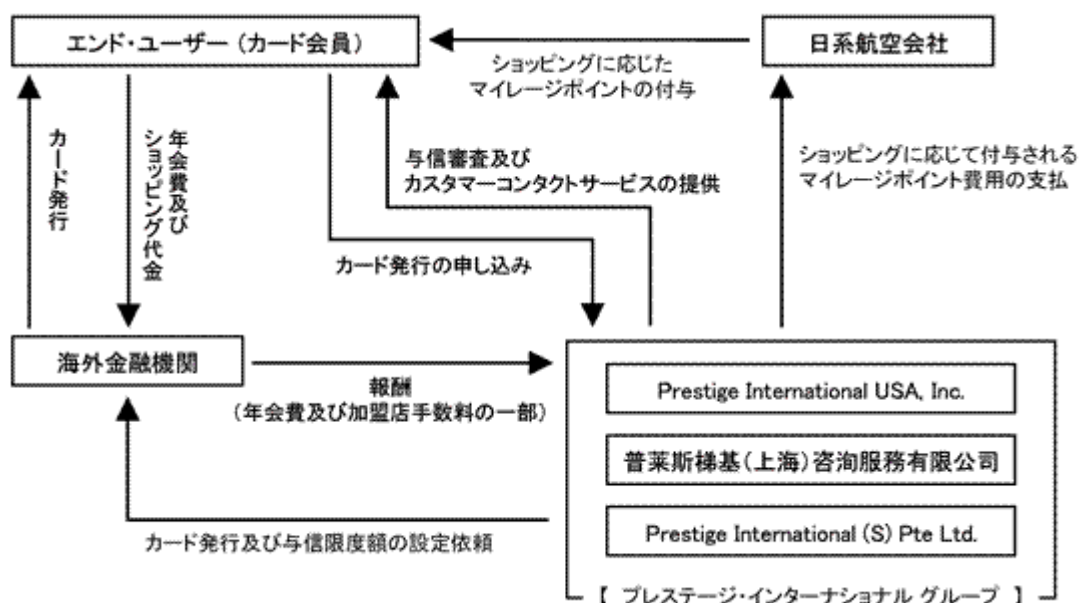 エンド・ユーザー（カード会員）
日系航空会社
ショッピングに応じた
マイレージポイントの付与
カード発行
年会費及び
ショッピング代金
与信審査及び
カスタマーコンタクトサービスの提供
ショッピングに応じて付与される
マイレージポイント費用の支払
カード発行の申し込み
海外金融機関
報酬
（年会費及び加盟店手数料の一部）
Prestige International USA, Inc.
普莱斯梯基（上海）咨洵服務有限公司
Prestige International (S) Pte Ltd.
カード発行及び与信限度額の設定依頼
【 プレステージ・インターナショナル グループ 】